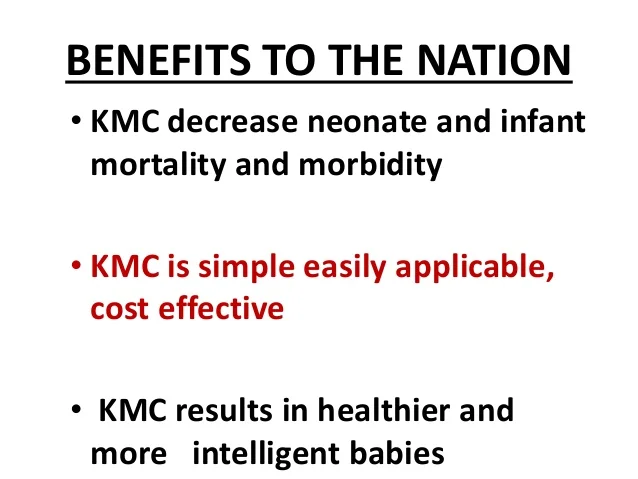 BENEFITS TO THE NATION
• KMC decrease neonate and infant
mortality and morbidity
• KMC is simple easily applicable,
cost effective
• KMC results in healthier and
more intelligent babies